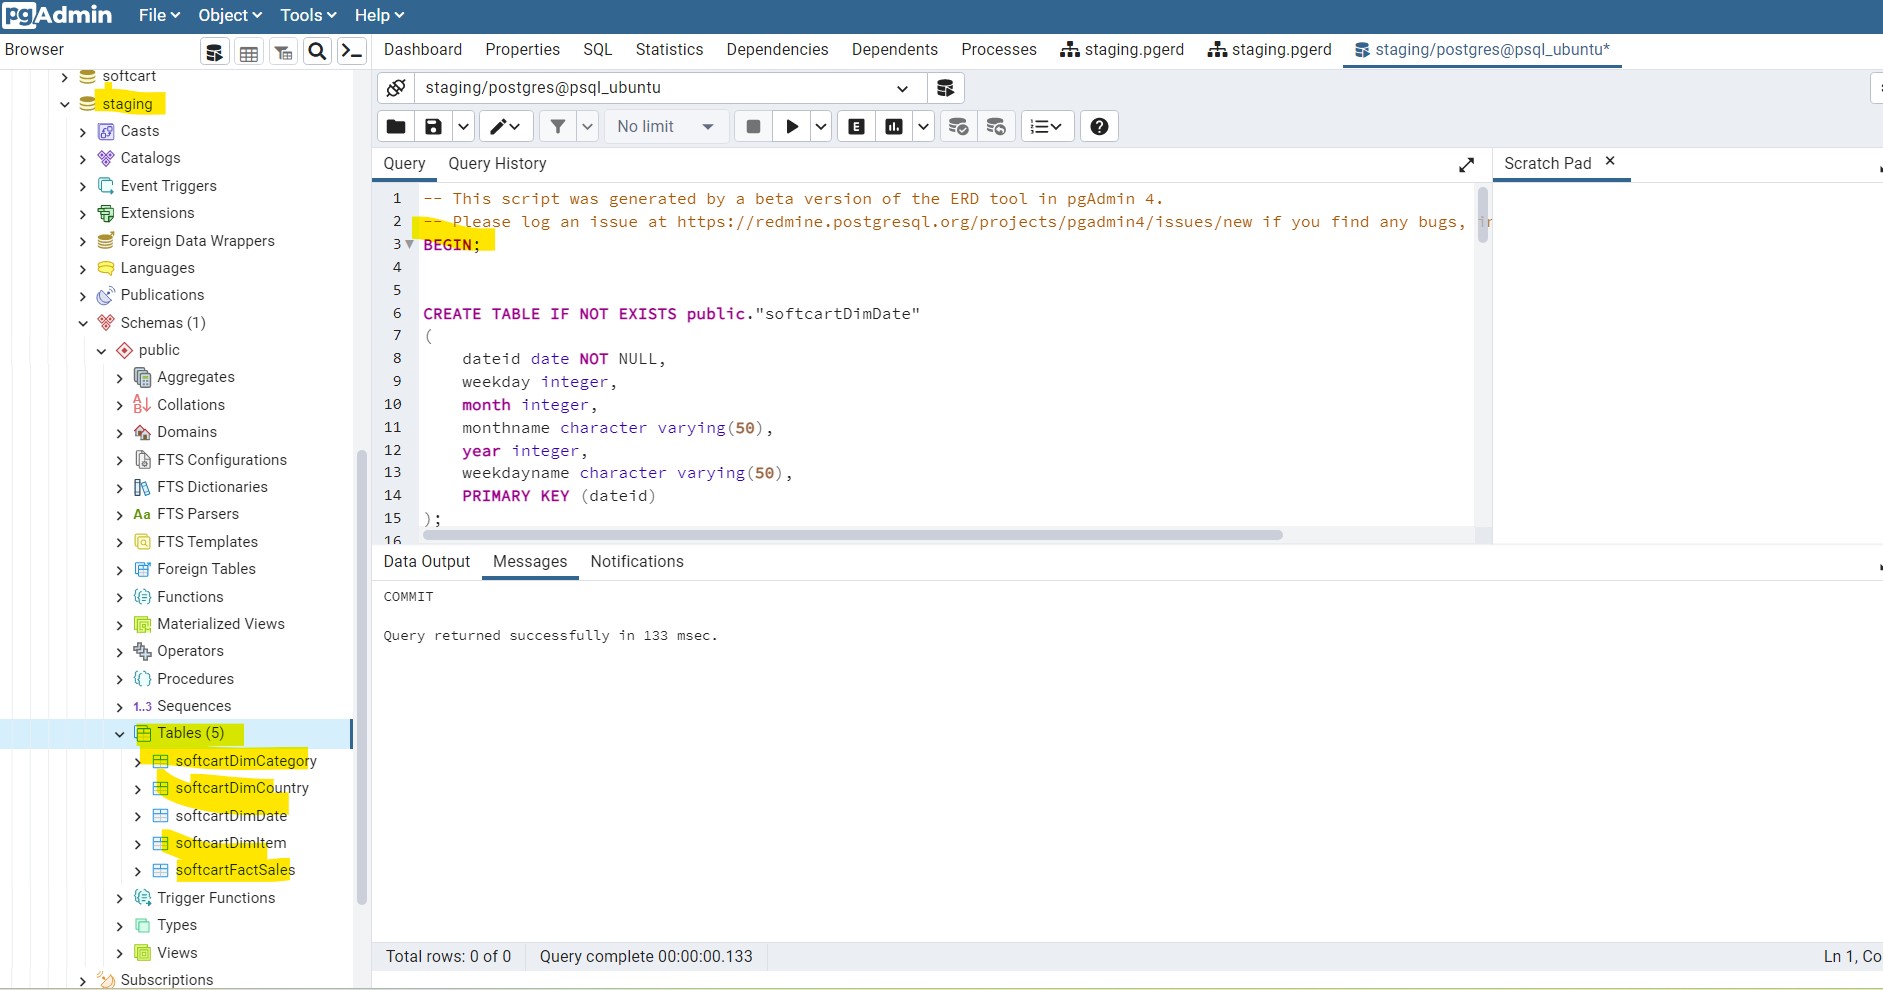 pgAdmin File Object Tools Help
Browser
Dashboard Properties SQL Statistics Dependencies Dependents Processes staging.pgerd staging.pgerd staging/postgres@psql_ubuntu*
softcart
staging
Casts
Catalogs
Event Triggers
Extensions
Foreign Data Wrappers
Languages
Publications
Schemas (1)
public
Aggregates
Collations
Domains
FTS Configurations
FTS Dictionaries
Aa FTS Parsers
FTS Templates
Foreign Tables
Functions
Materialized Views
Operators
Procedures
1..3 Sequences
Tables (5)
softcartDimCategory
softcartDimCountry
softcartDimDate
softcartDimItem
softcartFactSales
Trigger Functions
Types
Views
Subscriptions
staging/postgres@psql_ubuntu
No limit E
Query Query History
Scratch Pad
1 -- This script was generated by a beta version of the ERD tool in pgAdmin 4.
2 -- Please log an issue at https://redmine.postgresql.org/projects/pgadmin4/issues/new if you find any bugs, in
3 BEGIN;
4
5
6 CREATE TABLE IF NOT EXISTS public."softcartDimDate"
7 (
8 dateid date NOT NULL,
9 weekday integer,
10 month integer,
11 monthname character varying(50),
12 year integer,
13 weekdayname character varying(50),
14 PRIMARY KEY (dateid)
15 );
16
Data Output Messages Notifications
COMMIT
Query returned successfully in 133 msec.
Total rows: 0 of 0 Query complete 00:00:00.133 Ln 1, Co